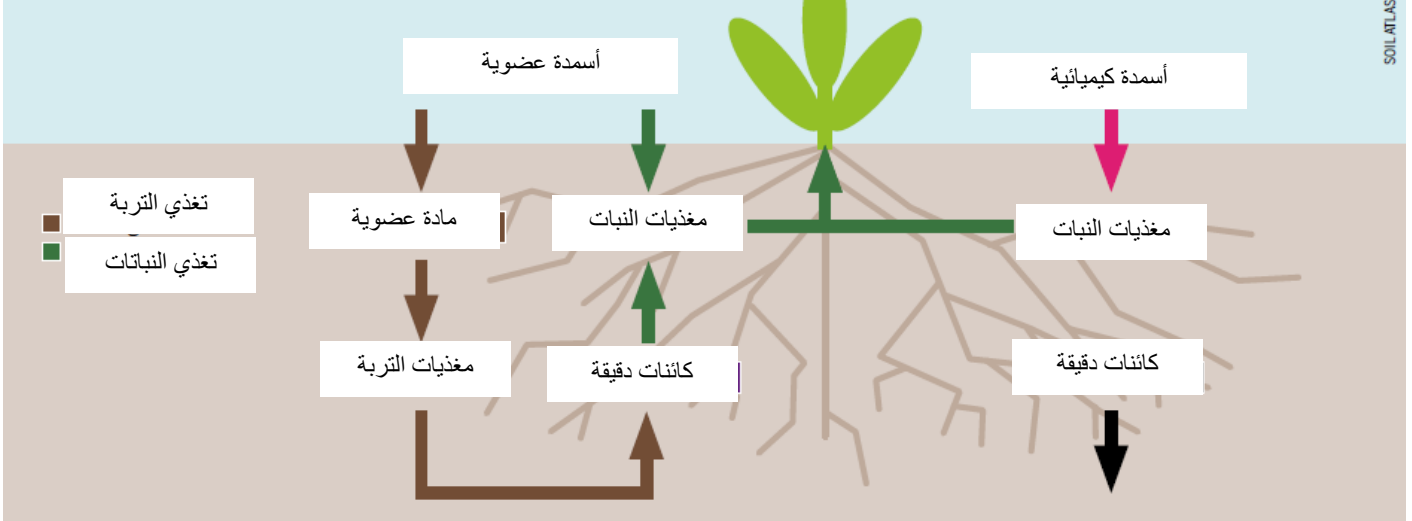 SOIL ATLAS
أسمدة عضوية
أسمدة كيميائية
تغذي التربة
تغذي النباتات
مادة عضوية
مغذيات النبات
مغذيات النبات
مغذيات التربة
كائنات دقيقة
كائنات دقيقة